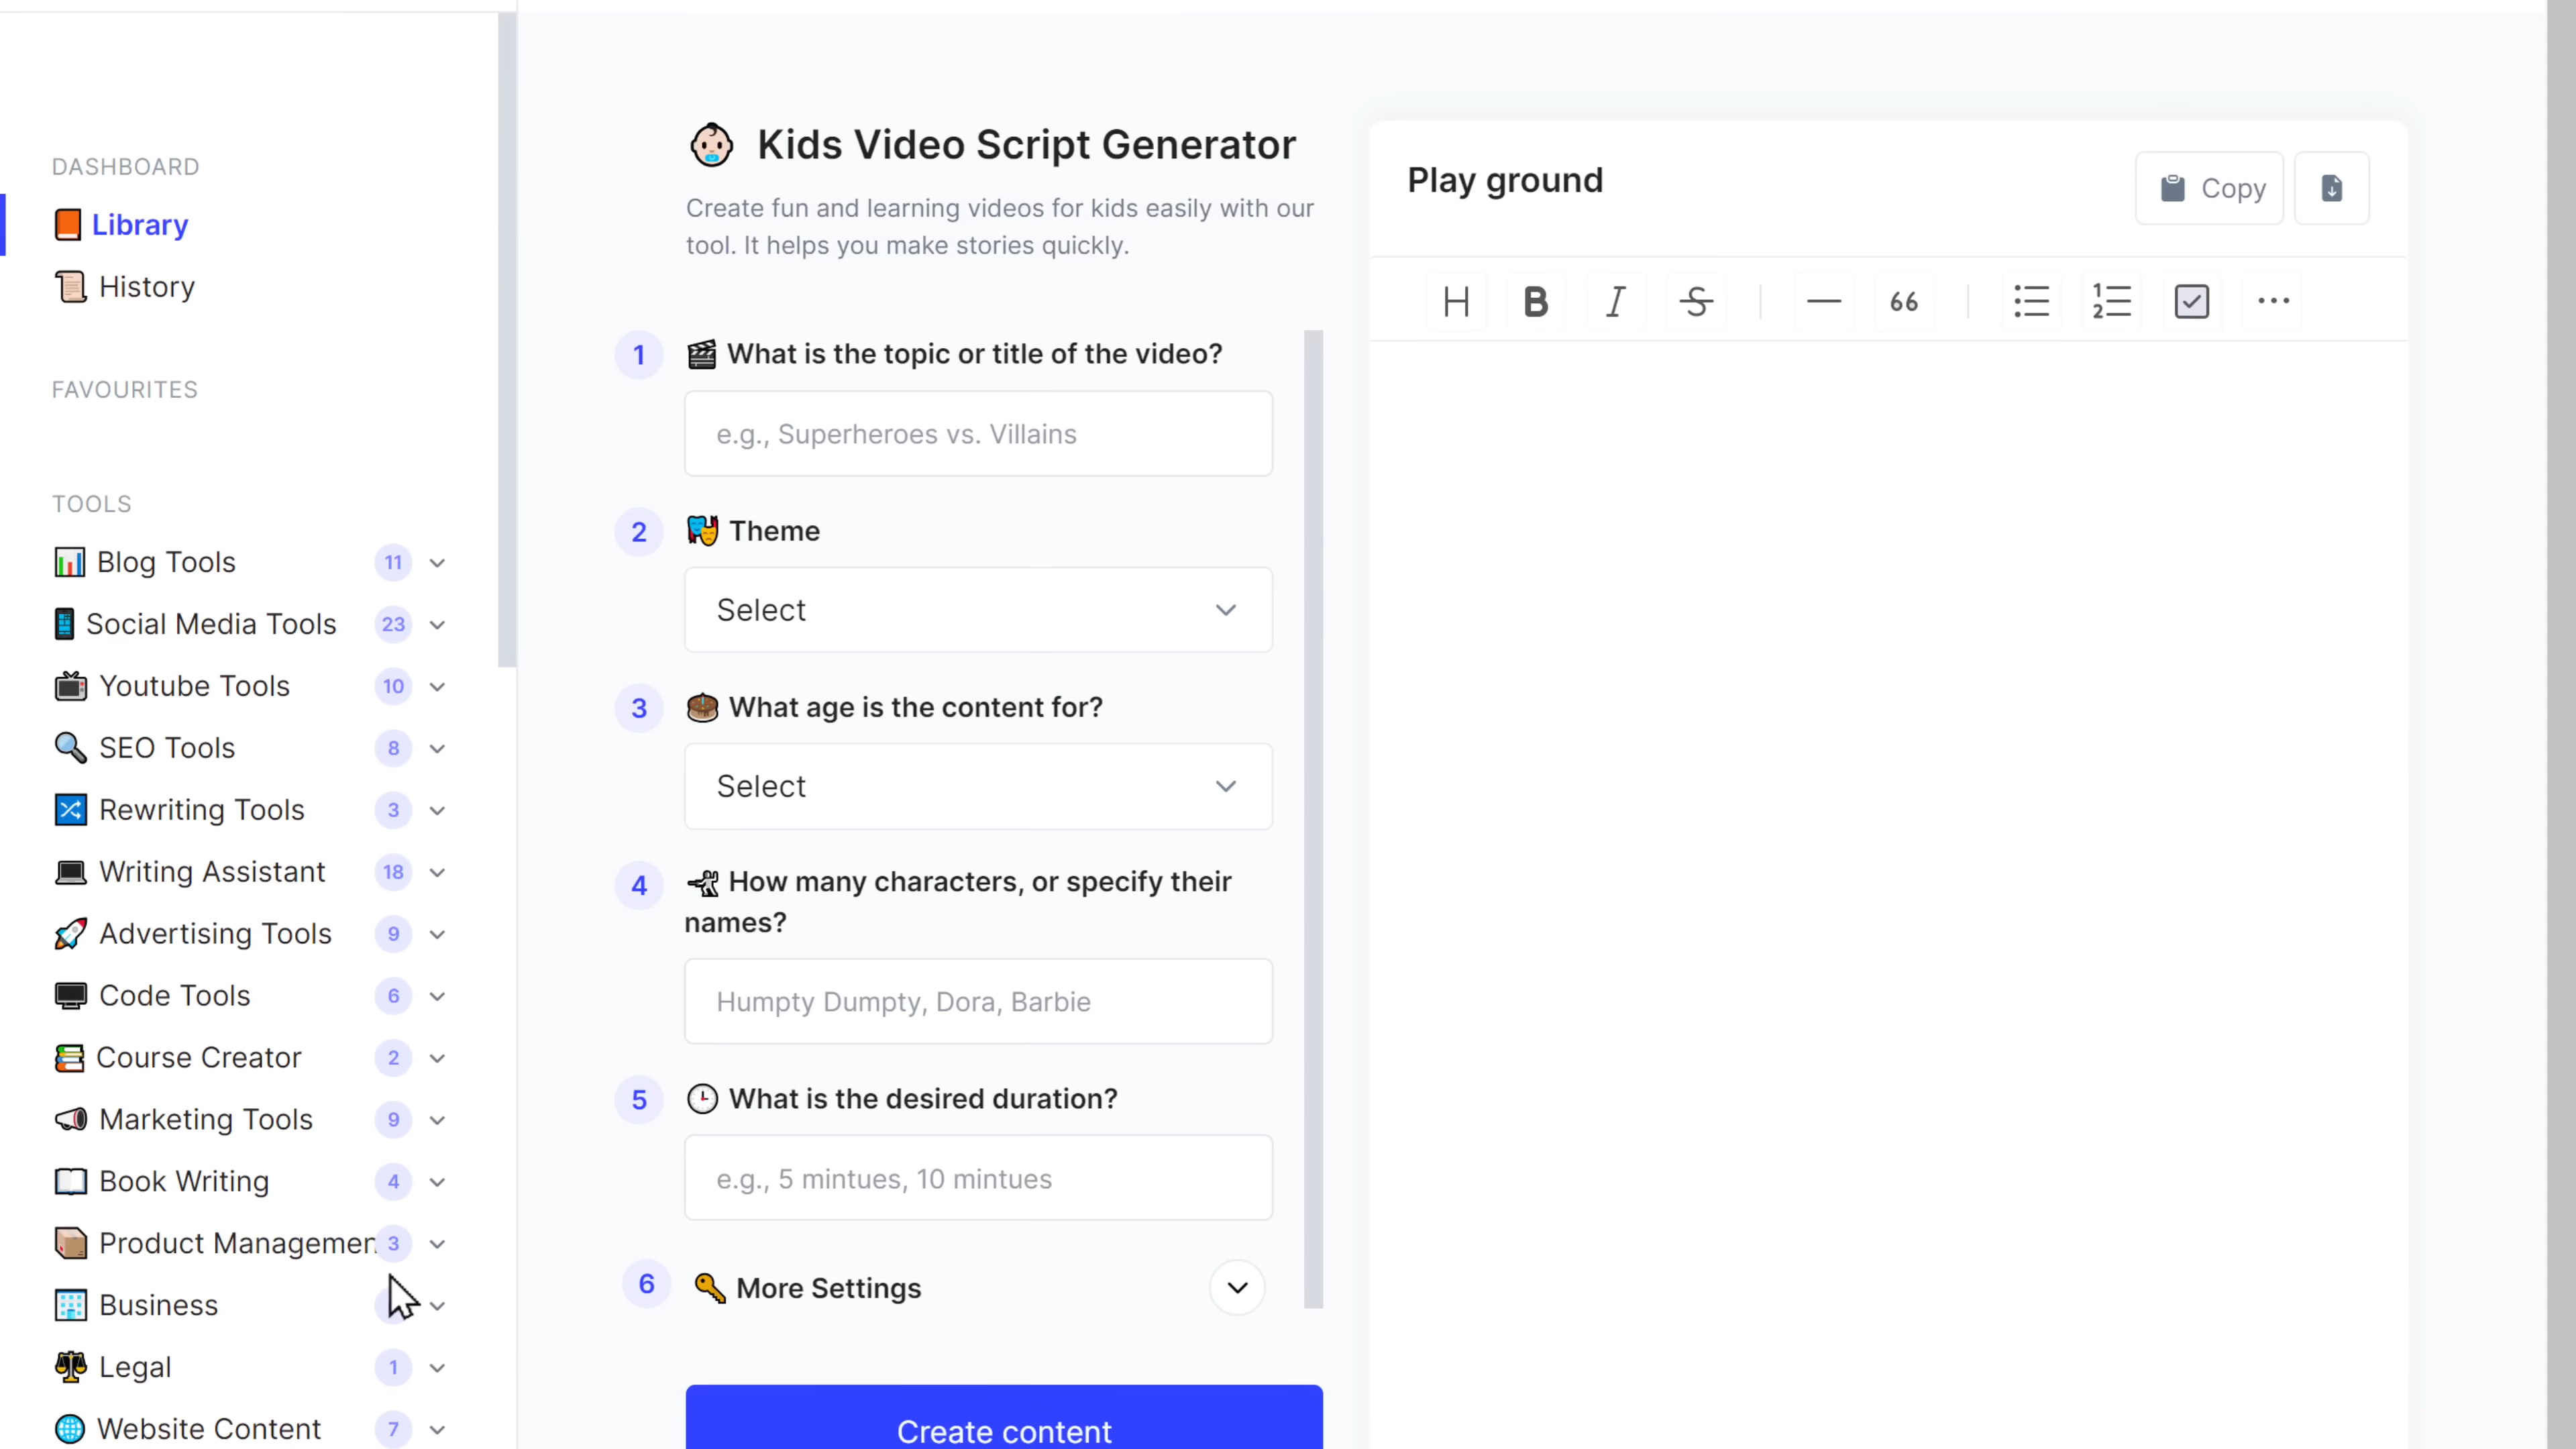 DASHBOARD
Library
History
FAVOURITES
TOOLS
Blog Tools 11
Social Media Tools 23
Youtube Tools 10
SEO Tools 8
Rewriting Tools 3
Writing Assistant 18
Advertising Tools 9
Code Tools 6
Course Creator 2
Marketing Tools 9
Book Writing 4
Product Managemen 3
Business
Legal 1
Website Content 7
Kids Video Script Generator
Create fun and learning videos for kids easily with our
tool. It helps you make stories quickly.
1 What is the topic or title of the video?
e.g., Superheroes vs. Villains
2 Theme
Select
3 What age is the content for?
Select
4 How many characters, or specify their
names?
Humpty Dumpty, Dora, Barbie
5 What is the desired duration?
e.g., 5 mintues, 10 mintues
6 More Settings
Create content
Play ground
Copy